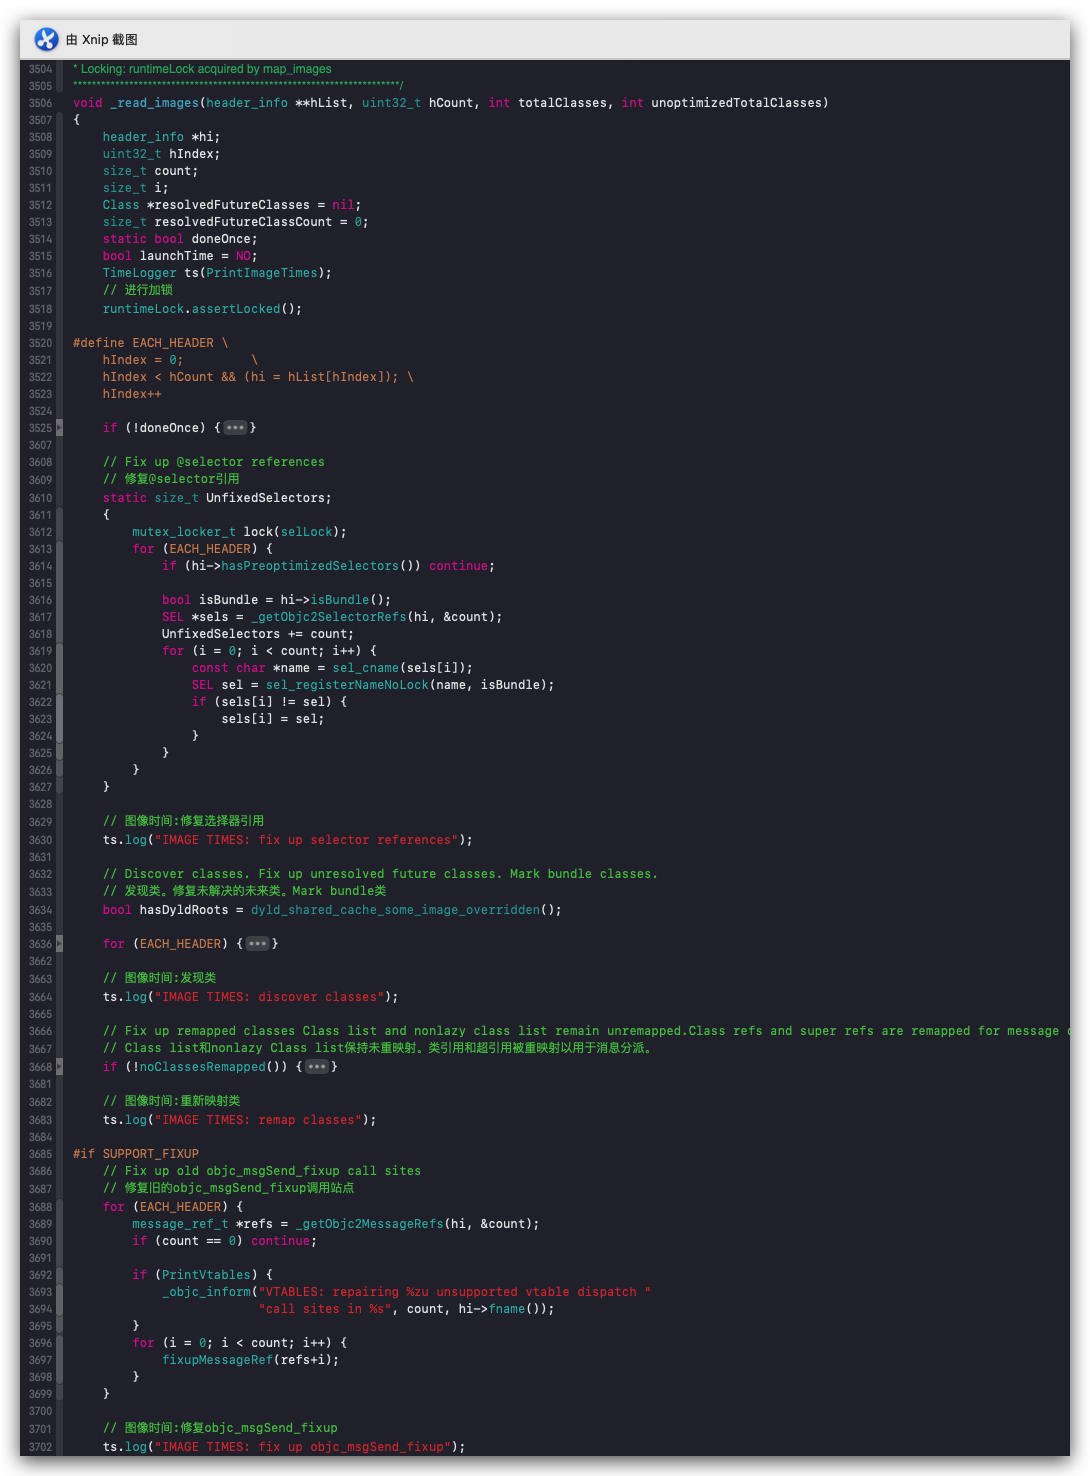 由 Xnip 截图
3504 * Locking: runtimeLock acquired by map_images
3505 **********************************************************************/
3506 void _read_images(header_info **hList, uint32_t hCount, int totalClasses, int unoptimizedTotalClasses)
3507 {
3508     header_info *hi;
3509     uint32_t hIndex;
3510     size_t count;
3511     size_t i;
3512     Class *resolvedFutureClasses = nil;
3513     size_t resolvedFutureClassCount = 0;
3514     static bool doneOnce;
3515     bool launchTime = NO;
3516     TimeLogger ts(PrintImageTimes);
3517     // 进行加锁
3518     runtimeLock.assertLocked();
3519
3520 #define EACH_HEADER \
3521     hIndex = 0;         \
3522     hIndex < hCount && (hi = hList[hIndex]); \
3523     hIndex++
3524
3525     if (!doneOnce) {•••}
3607
3608     // Fix up @selector references
3609     // 修复@selector引用
3610     static size_t UnfixedSelectors;
3611     {
3612         mutex_locker_t lock(selLock);
3613         for (EACH_HEADER) {
3614             if (hi->hasPreoptimizedSelectors()) continue;
3615
3616             bool isBundle = hi->isBundle();
3617             SEL *sels = _getObjc2SelectorRefs(hi, &count);
3618             UnfixedSelectors += count;
3619             for (i = 0; i < count; i++) {
3620                 const char *name = sel_cname(sels[i]);
3621                 SEL sel = sel_registerNameNoLock(name, isBundle);
3622                 if (sels[i] != sel) {
3623                     sels[i] = sel;
3624                 }
3625             }
3626         }
3627     }
3628
3629     // 图像时间:修复选择器引用
3630     ts.log("IMAGE TIMES: fix up selector references");
3631
3632     // Discover classes. Fix up unresolved future classes. Mark bundle classes.
3633     // 发现类。修复未解决的未来类。Mark bundle类
3634     bool hasDyldRoots = dyld_shared_cache_some_image_overridden();
3635
3636     for (EACH_HEADER) {•••}
3662
3663     // 图像时间:发现类
3664     ts.log("IMAGE TIMES: discover classes");
3665
3666     // Fix up remapped classes Class list and nonlazy class list remain unremapped.Class refs and super refs are remapped for message
3667     // Class list和nonlazy Class list保持未重映射。类引用和超引用被重映射以用于消息分派。
3668     if (!noClassesRemapped()) {•••}
3681
3682     // 图像时间:重新映射类
3683     ts.log("IMAGE TIMES: remap classes");
3684
3685 #if SUPPORT_FIXUP
3686     // Fix up old objc_msgSend_fixup call sites
3687     // 修复旧的objc_msgSend_fixup调用站点
3688     for (EACH_HEADER) {
3689         message_ref_t *refs = _getObjc2MessageRefs(hi, &count);
3690         if (count == 0) continue;
3691
3692         if (PrintVtables) {
3693             _objc_inform("VTABLES: repairing %zu unsupported vtable dispatch "
3694                          "call sites in %s", count, hi->fname());
3695         }
3696         for (i = 0; i < count; i++) {
3697             fixupMessageRef(refs+i);
3698         }
3699     }
3700
3701     // 图像时间:修复objc_msgSend_fixup
3702     ts.log("IMAGE TIMES: fix up objc_msgSend_fixup");